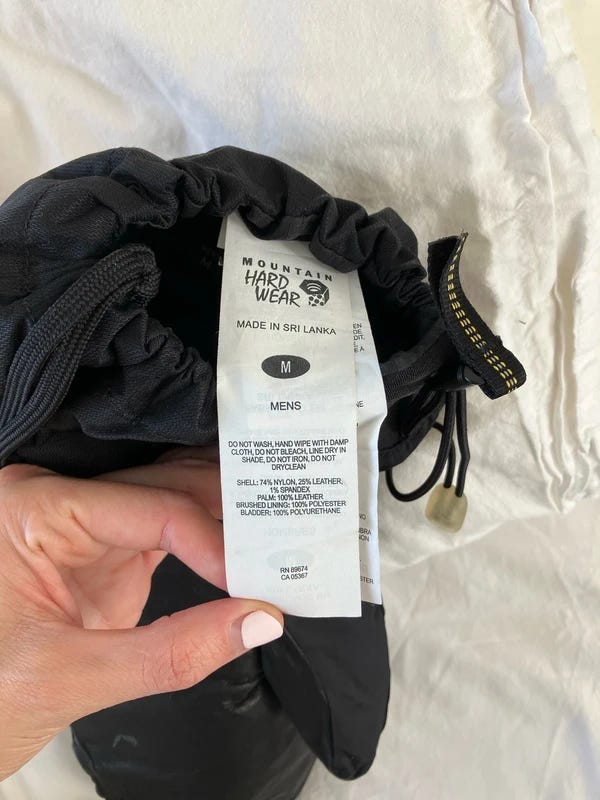 MOUNTAIN
HARD
WEAR
MADE IN SRI LANKA
M
MENS
DO NOT WASH, HAND WIPE WITH DAMP
CLOTH, DO NOT BLEACH, LINE DRY IN
SHADE, DO NOT IRON, DO NOT
DRYCLEAN
SHELL: 74% NYLON, 25% LEATHER,
1% SPANDEX
PALM: 100% LEATHER
BRUSHED LINING: 100% POLYESTER
BLADDER: 100% POLYURETHANE
RN 89674
CA 05367